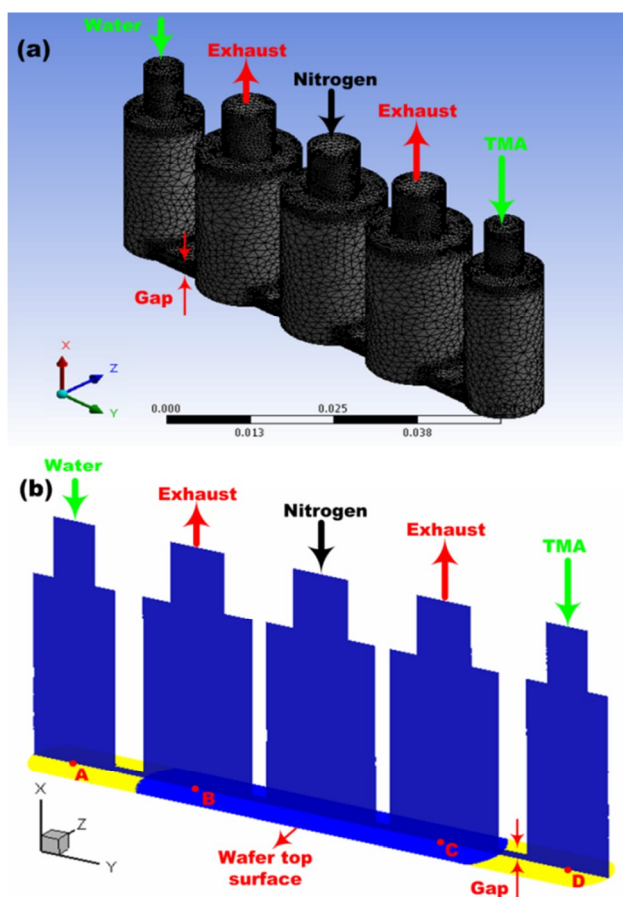 (a)
Water
Exhaust
Nitrogen
Exhaust
TMA
Gap
X
Z
Y
0.000
0.025
0.013
0.038
(b)
Water
Exhaust
Nitrogen
Exhaust
TMA
A
B
C
D
X
Z
Y
Wafer top
surface
Gap